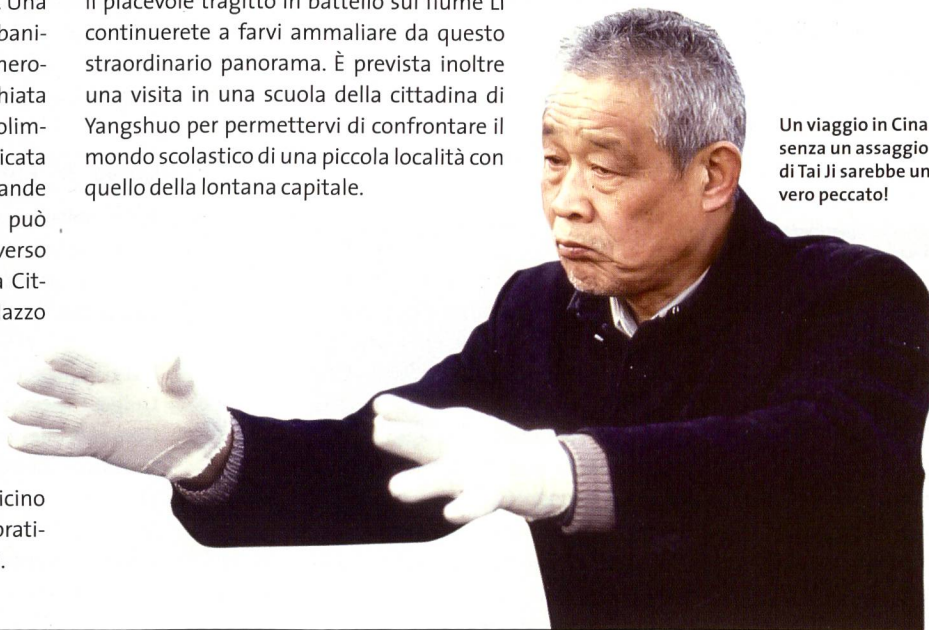 Una
bani-
nero-
hiata
olim-
icata
ande
può
verso
a Cit-
azzo
icino
prati-
.
il piacevole tragitto in battello sul fiume Li
continuerete a farvi ammaliare da questo
straordinario panorama. È prevista inoltre
una visita in una scuola della cittadina di
Yangshuo per permettervi di confrontare il
mondo scolastico di una piccola località con
quello della lontana capitale.
Un viaggio in Cina
senza un assaggio
di Tai Ji sarebbe un
vero peccato!